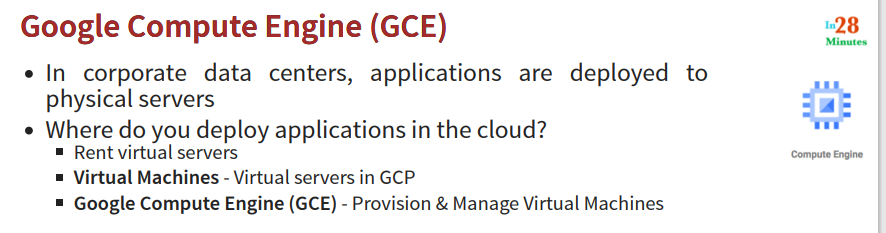 Google Compute Engine (GCE)
In28
Minutes
• In corporate data centers, applications are deployed to
physical servers
• Where do you deploy applications in the cloud?
▪ Rent virtual servers
▪ Virtual Machines - Virtual servers in GCP
▪ Google Compute Engine (GCE) - Provision & Manage Virtual Machines
Compute Engine